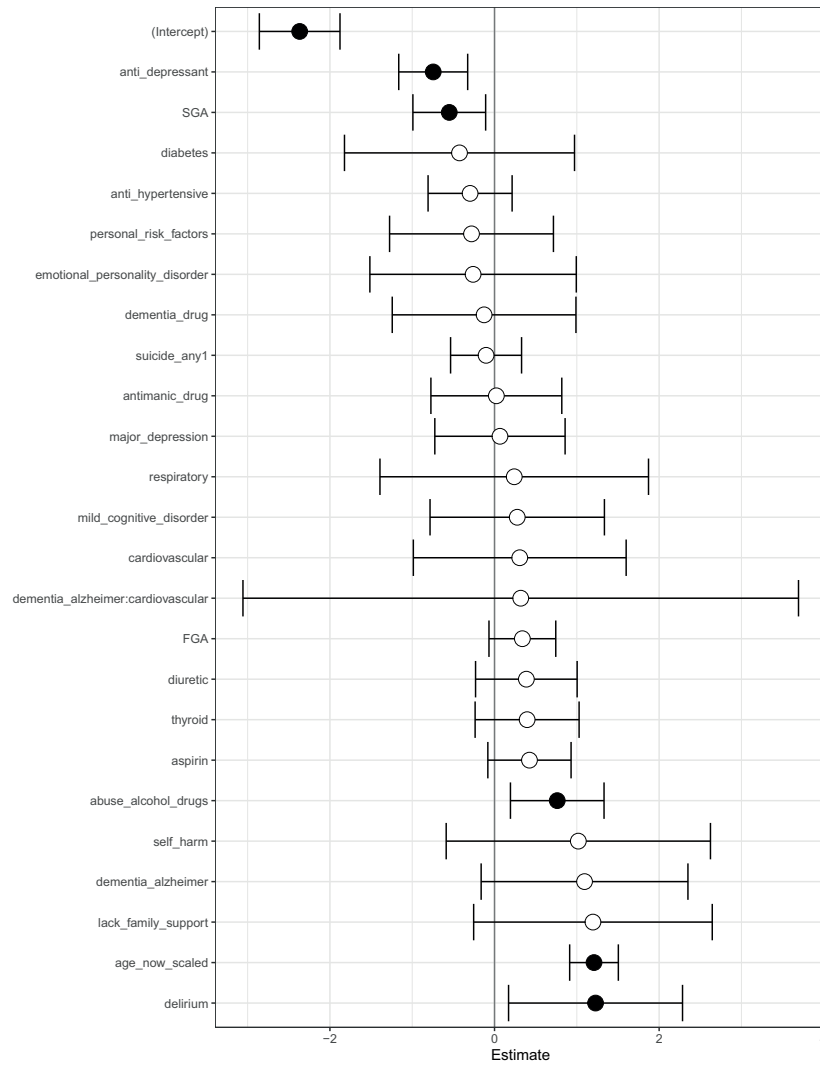 (Intercept)
anti_depressant
SGA
diabetes
anti_hypertensive
personal_risk_factors
emotional_personality_disorder
dementia_drug
suicide_any1
antimanic_drug
major_depression
respiratory
mild_cognitive_disorder
cardiovascular
dementia_alzheimer:cardiovascular
FGA
diuretic
thyroid
aspirin
abuse_alcohol_drugs
self_harm
dementia_alzheimer
lack_family_support
age_now_scaled
delirium
−2 0 2
Estimate